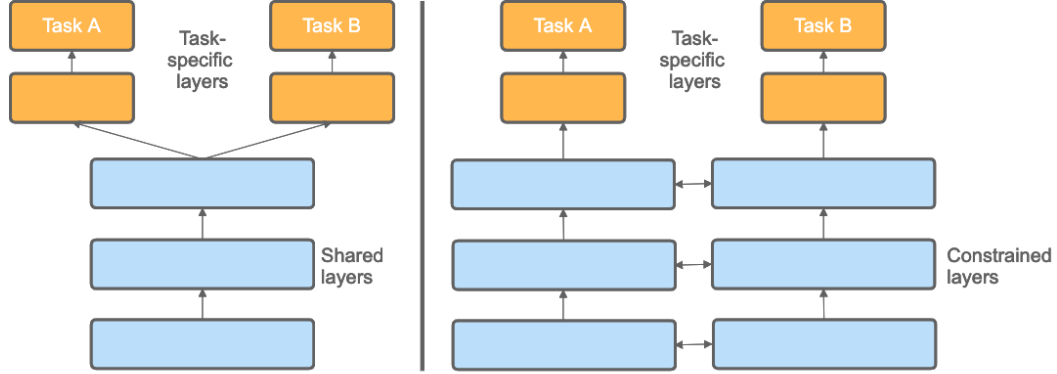 Task A
Task B
Task-
specific
layers
Shared
layers
Task A
Task B
Task-
specific
layers
Constrained
layers